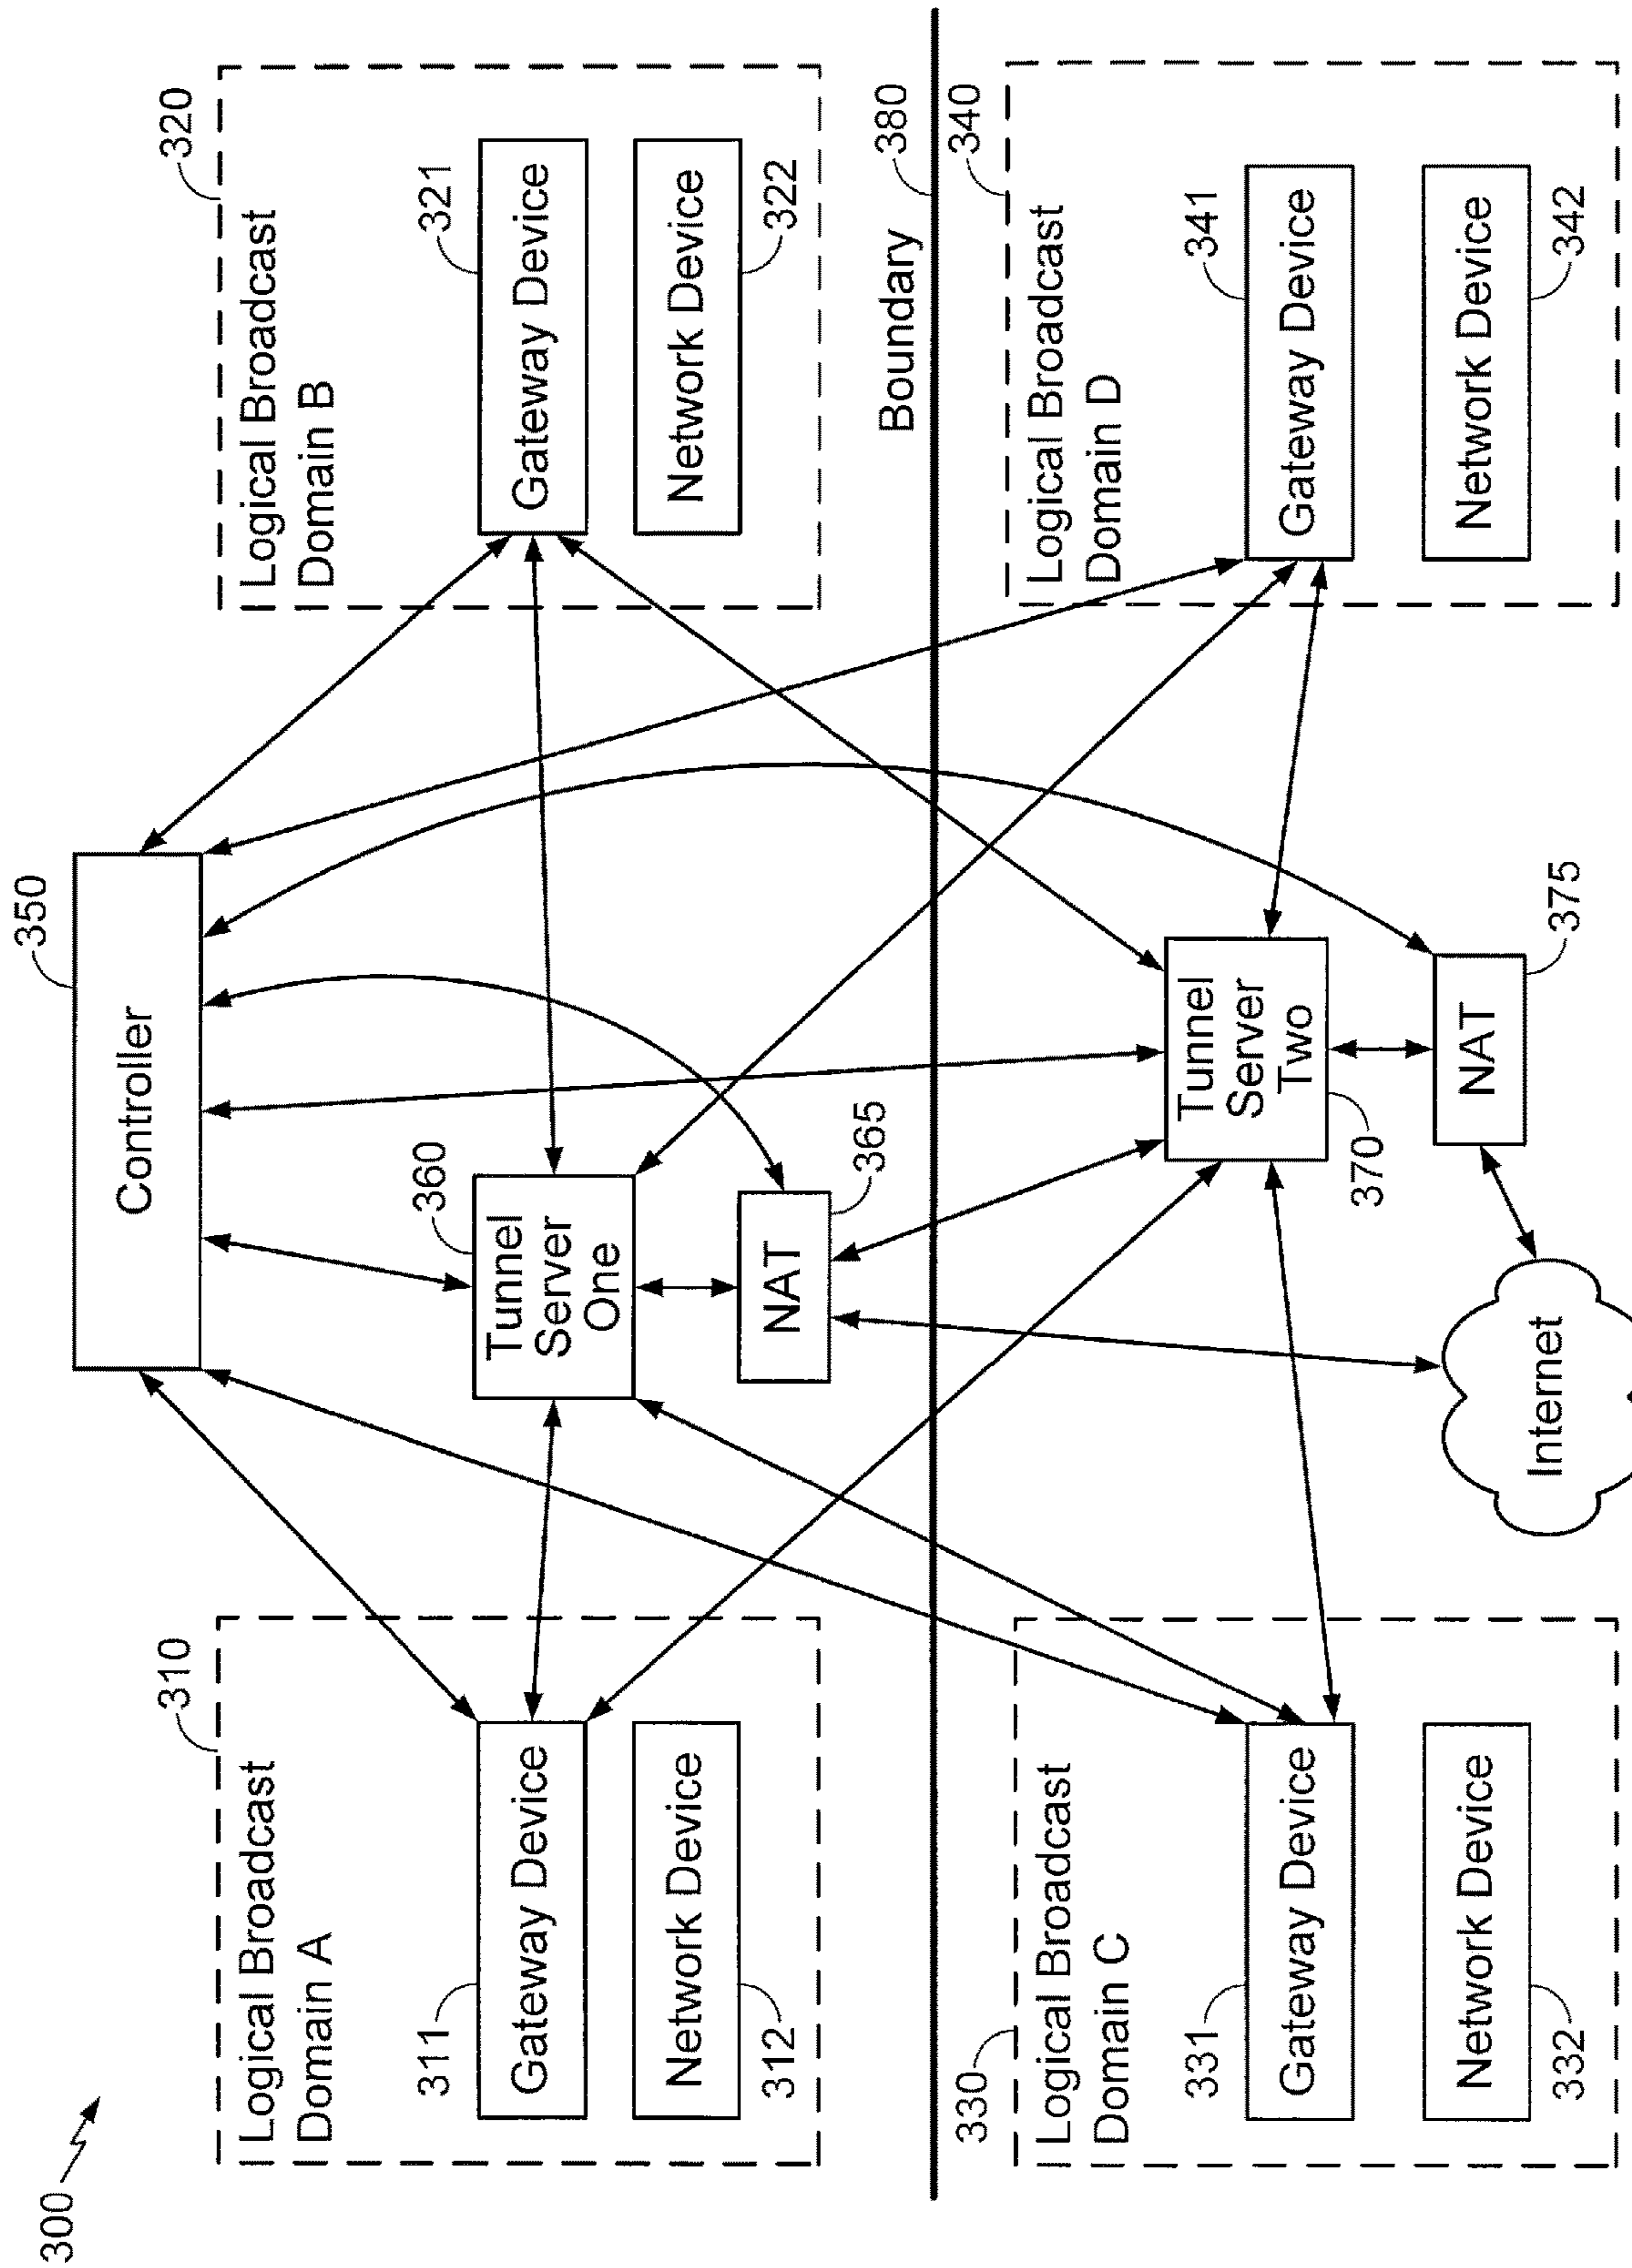 300
350
Controller
310
Logical Broadcast
Domain A
311
Gateway Device
Network Device
312
320
Logical Broadcast
Domain B
321
Gateway Device
Network Device
322
360
Tunnel
Server
One
365
NAT
Boundary
380
330
Logical Broadcast
Domain C
331
Gateway Device
Network Device
332
340
Logical Broadcast
Domain D
341
Gateway Device
Network Device
342
Tunnel
Server
Two
370
375
NAT
Internet